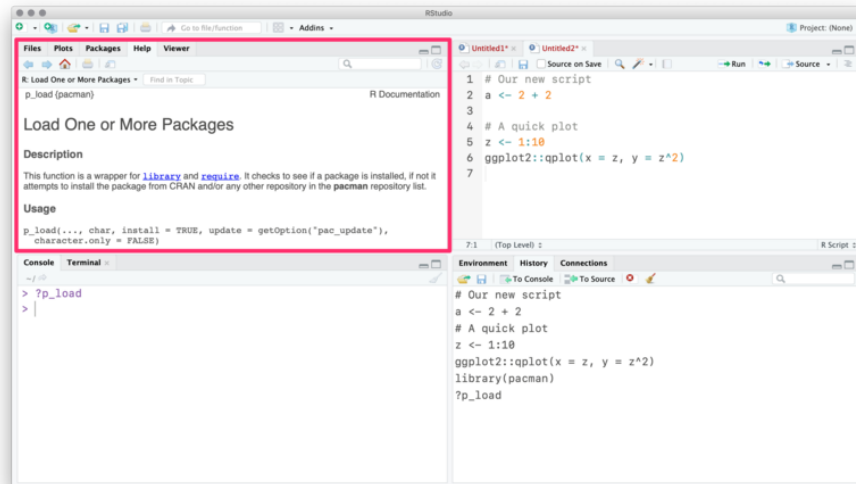 RStudio
Go to file/function
Addins
Project: (None)
Files Plots Packages Help Viewer
R: Load One or More Packages Find in Topic
p_load {pacman} R Documentation
Load One or More Packages
Description
This function is a wrapper for library and require. It checks to see if a package is installed, if not it
attempts to install the package from CRAN and/or any other repository in the pacman repository list.
Usage
p_load(..., char, install = TRUE, update = getOption("pac_update"),
character.only = FALSE)
Untitled1* Untitled2*
Source on Save Run Source
1 # Our new script
2 a <- 2 + 2
3
4 # A quick plot
5 z <- 1:10
6 ggplot2::qplot(x = z, y = z^2)
7
7:1 (Top Level) R Script
Console Terminal
~/
> ?p_load
>
Environment History Connections
To Console To Source
# Our new script
a <- 2 + 2
# A quick plot
z <- 1:10
ggplot2::qplot(x = z, y = z^2)
library(pacman)
?p_load